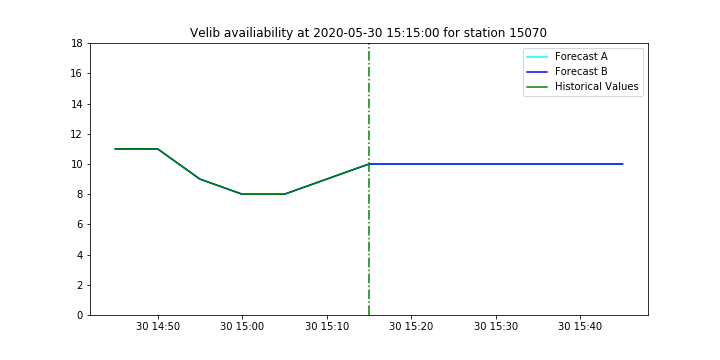 Velib availiability at 2020-05-30 15:15:00 for station 15070
18
16
14
12
10
8
6
4
2
0
Forecast A
Forecast B
Historical Values
30 14:50 30 15:00 30 15:10 30 15:20 30 15:30 30 15:40